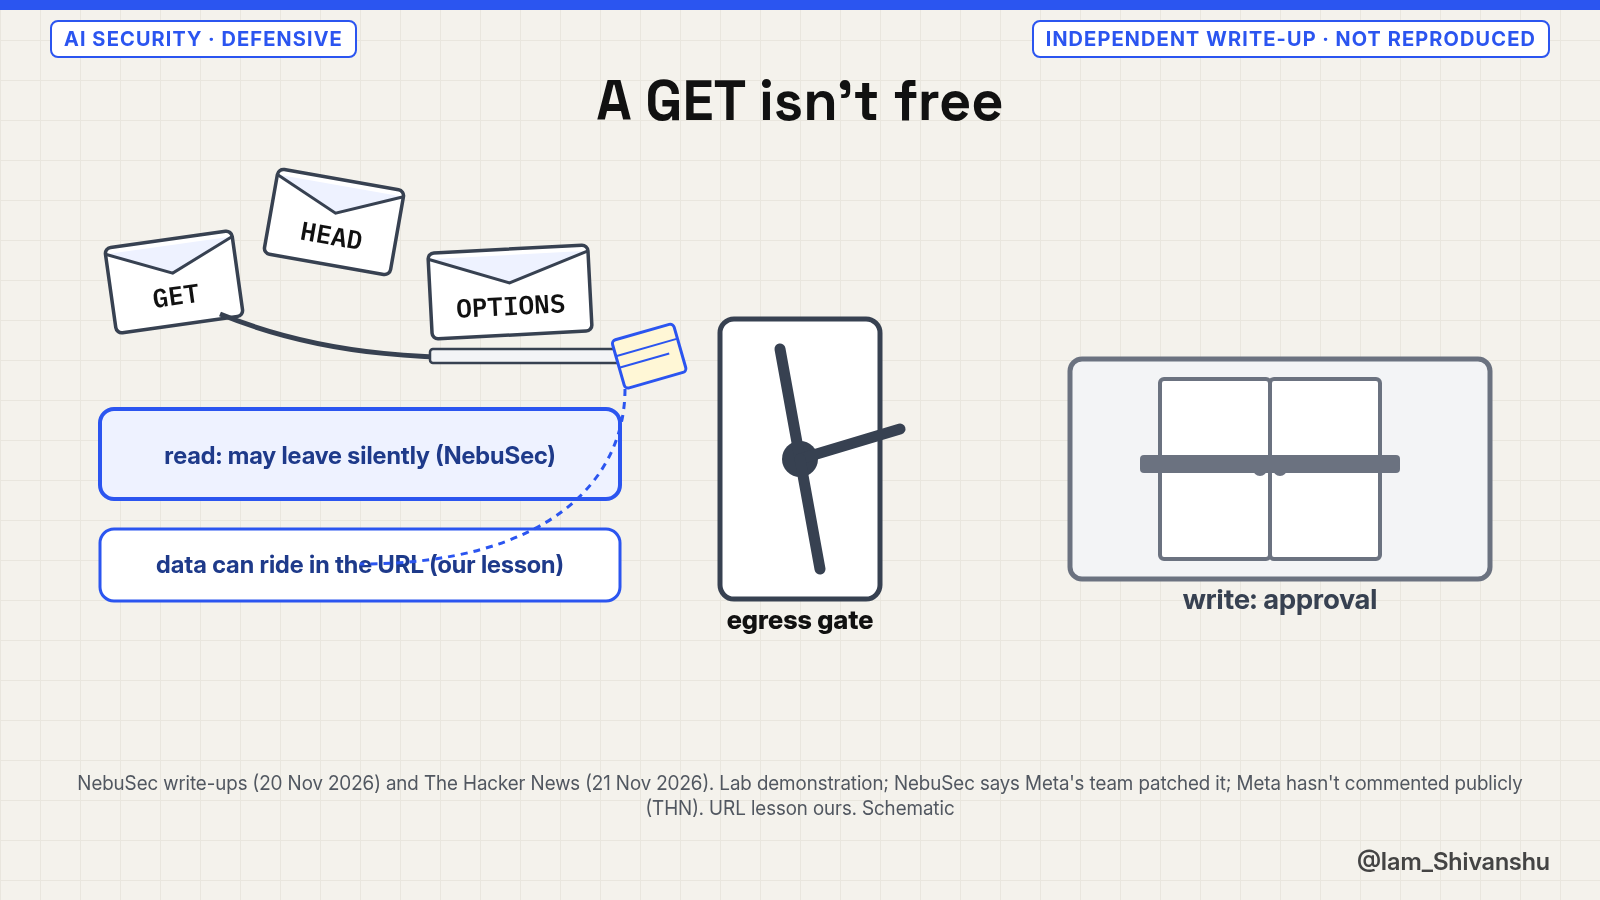 AI SECURITY · DEFENSIVE
INDEPENDENT WRITE-UP · NOT REPRODUCED
A GET isn’t free
HEAD
GET
OPTIONS
read: may leave silently (NebuSec)
data can ride in the URL (our lesson)
egress gate
write: approval
NebuSec write-ups (20 Nov 2026) and The Hacker News (21 Nov 2026). Lab demonstration; NebuSec says Meta's team patched it; Meta hasn't commented publicly
(THN). URL lesson ours. Schematic
@Iam_Shivanshu